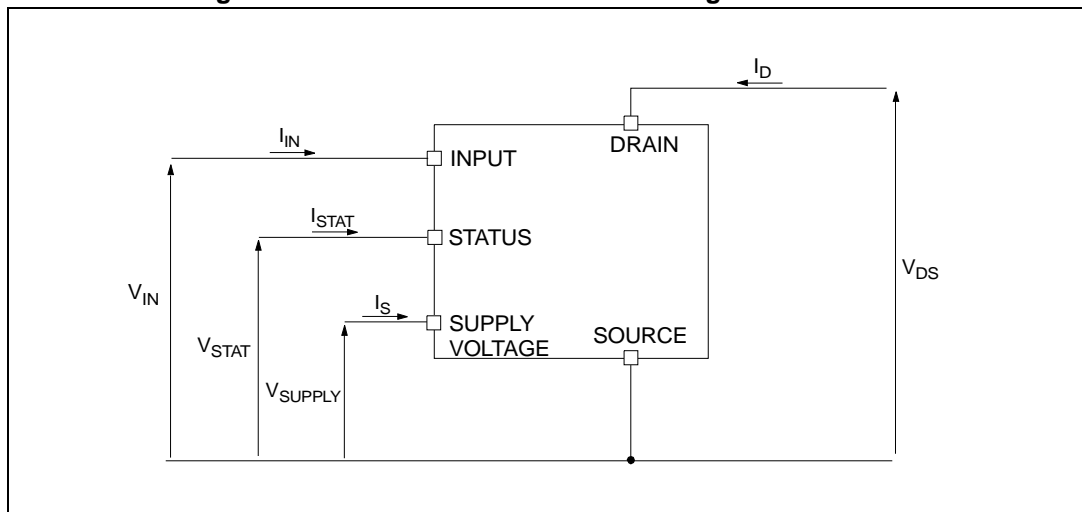 I_D
DRAIN
I_IN
INPUT
I_STAT
STATUS
V_DS
V_IN
I_S
SUPPLY
VOLTAGE
SOURCE
V_STAT
V_SUPPLY